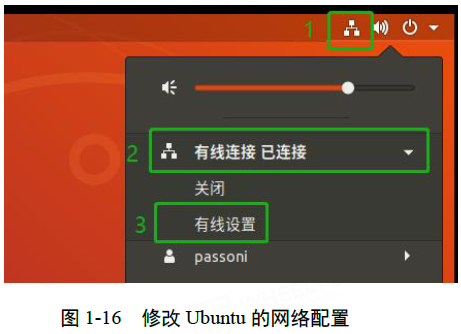 1
2 有线连接 已连接
关闭
3 有线设置
passoni
图 1-16 修改 Ubuntu 的网络配置